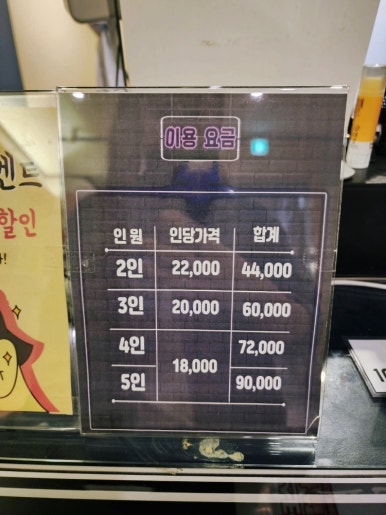 이용 요금
인 원 인당가격 합계
2인 22,000 44,000
3인 20,000 60,000
4인 72,000
18,000
5인 90,000
할인